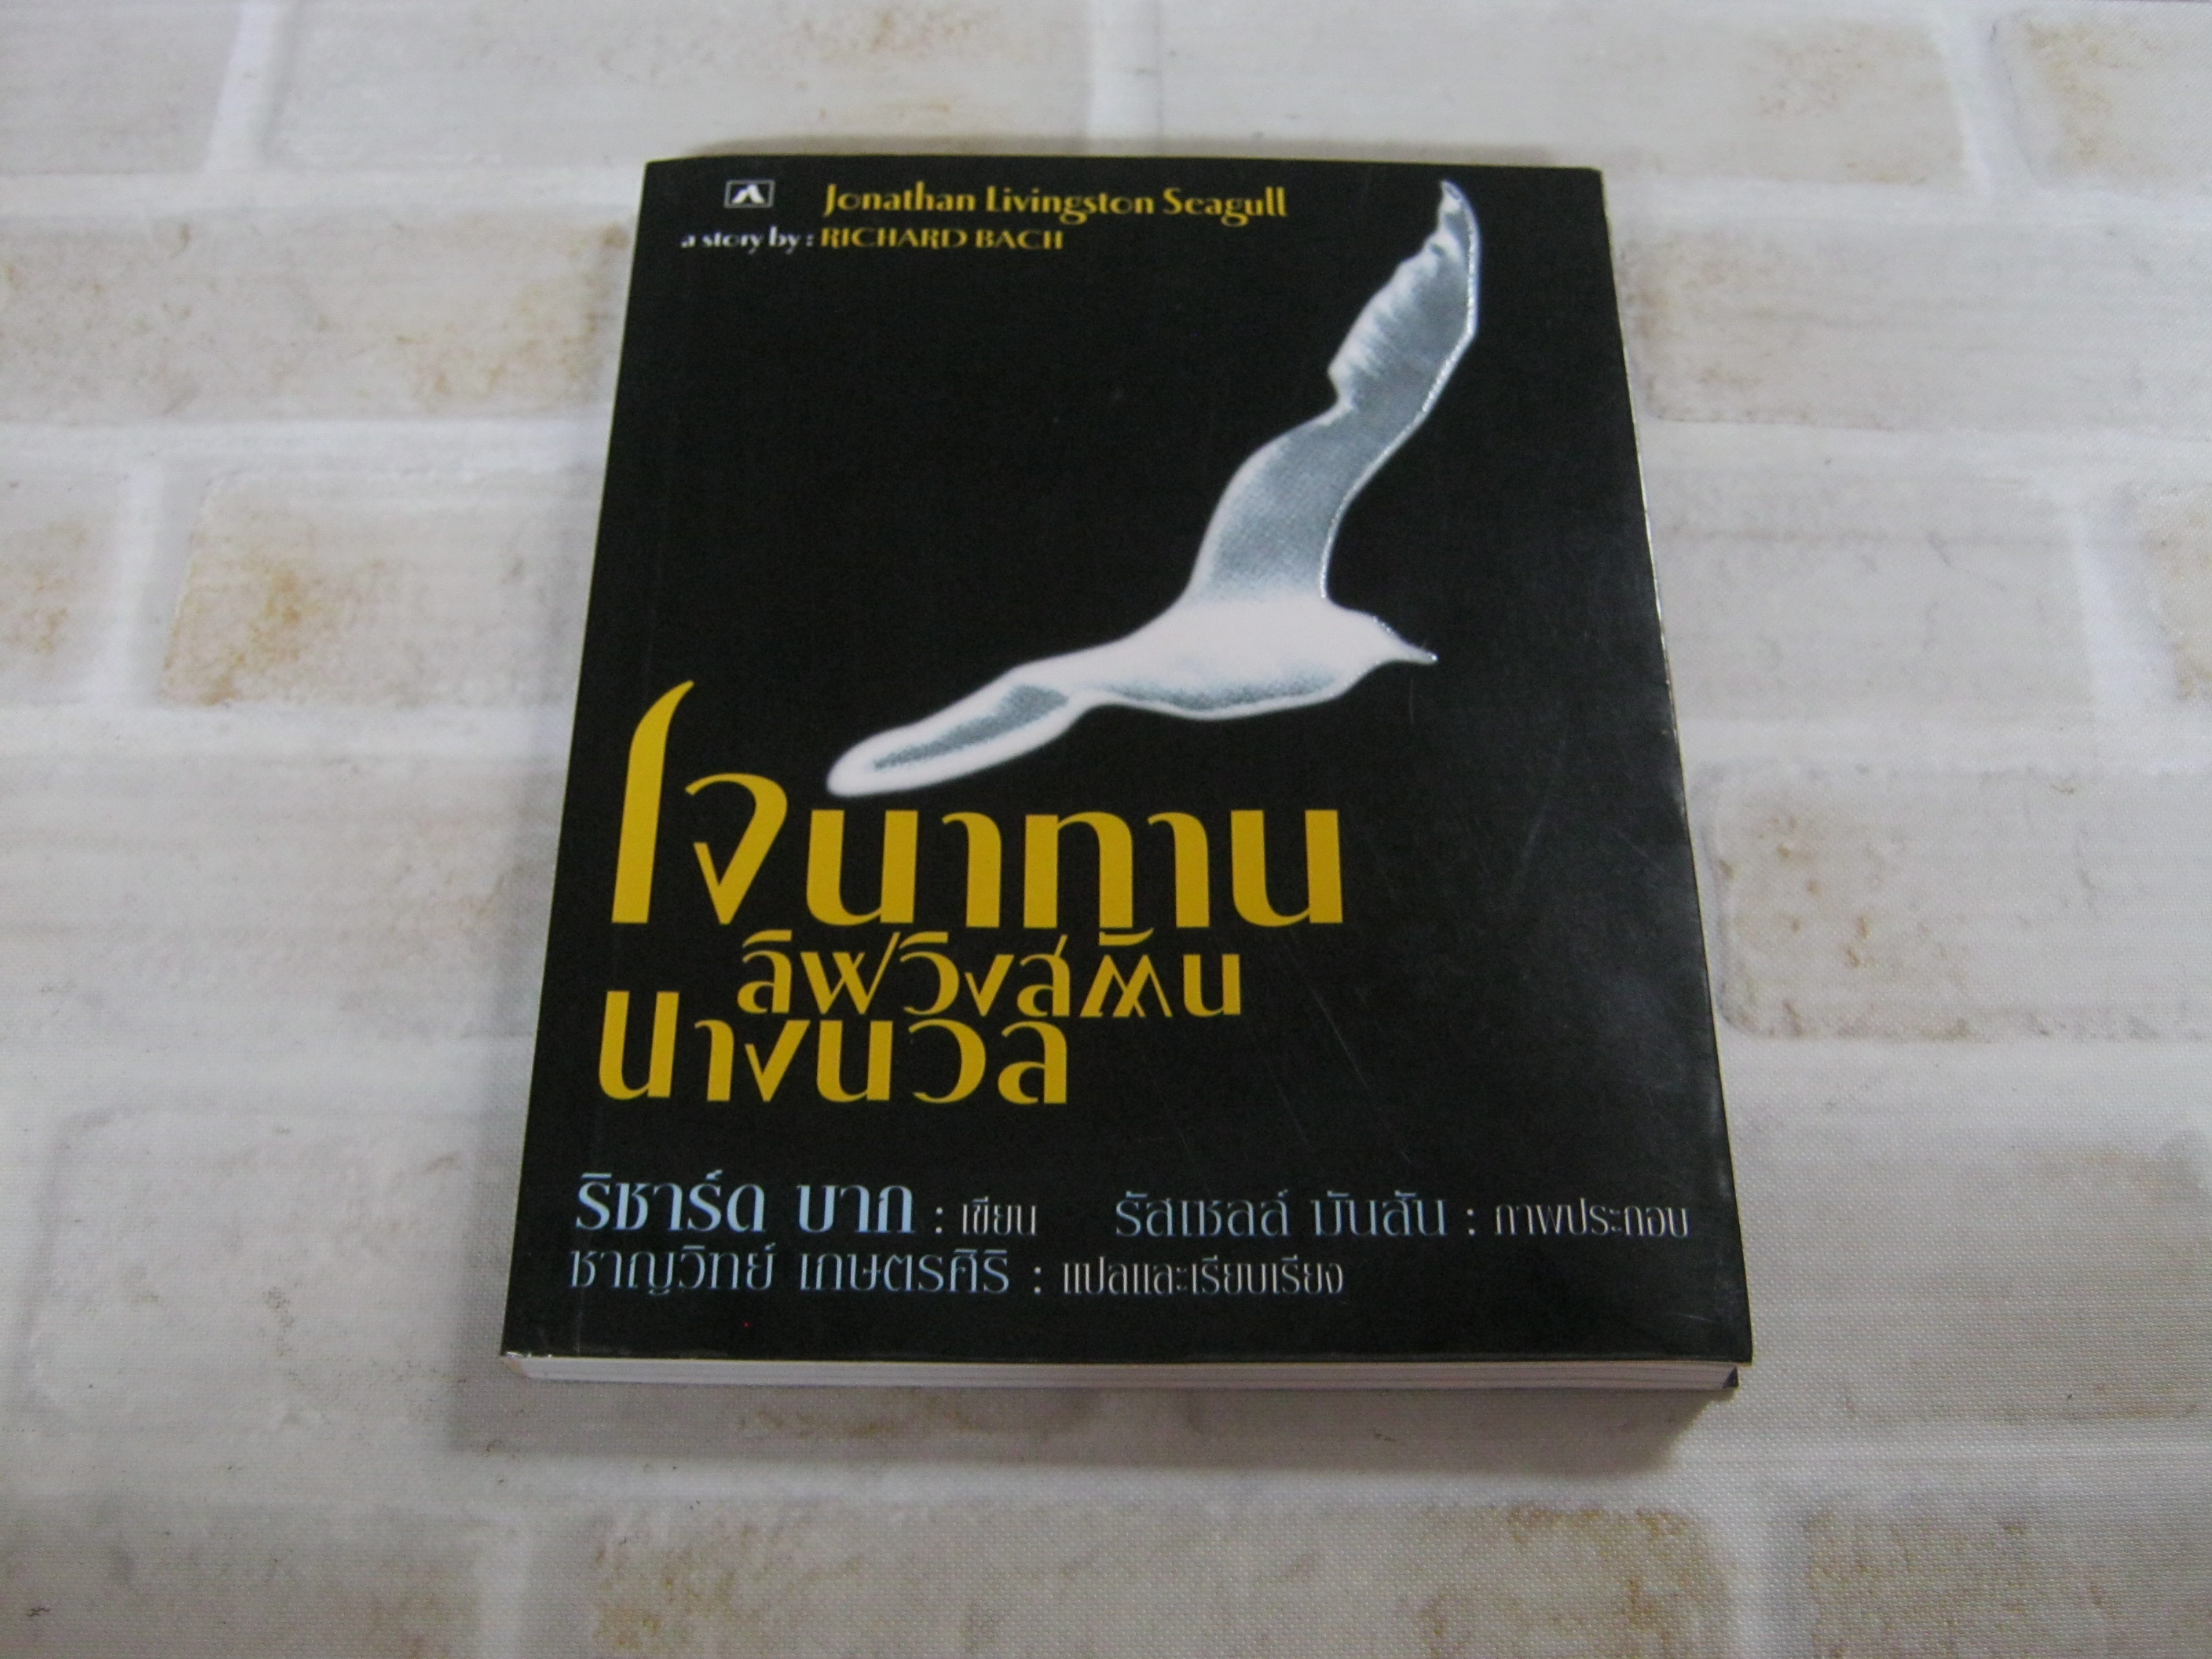 Jonathan Livingston Seagull
a story by : RICHARD BACH
โจนาทาน
ลิฟวิงสตัน
นางนวล
ริชาร์ด บาก : เขียน รัสเซลล์ มันสัน : ภาพประกอบ
ชาญวิทย์ เกษตรศิริ : แปลและเรียบเรียง